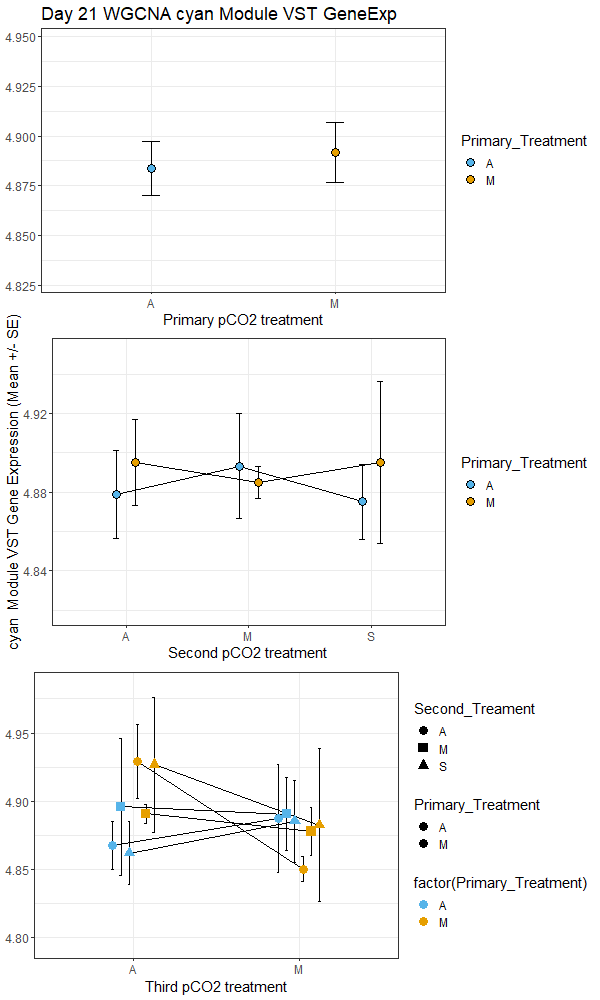 Day 21 WGCNA cyan Module VST GeneExp
4.950
4.925
4.900
4.875
4.850
4.825
A M
Primary pCO2 treatment
Primary_Treatment
A
M
cyan Module VST Gene Expression (Mean +/- SE)
4.92
4.88
4.84
A M S
Second pCO2 treatment
Primary_Treatment
A
M
4.95
4.90
4.85
4.80
A M
Third pCO2 treatment
Second_Treament
A
M
S
Primary_Treatment
A
M
factor(Primary_Treatment)
A
M